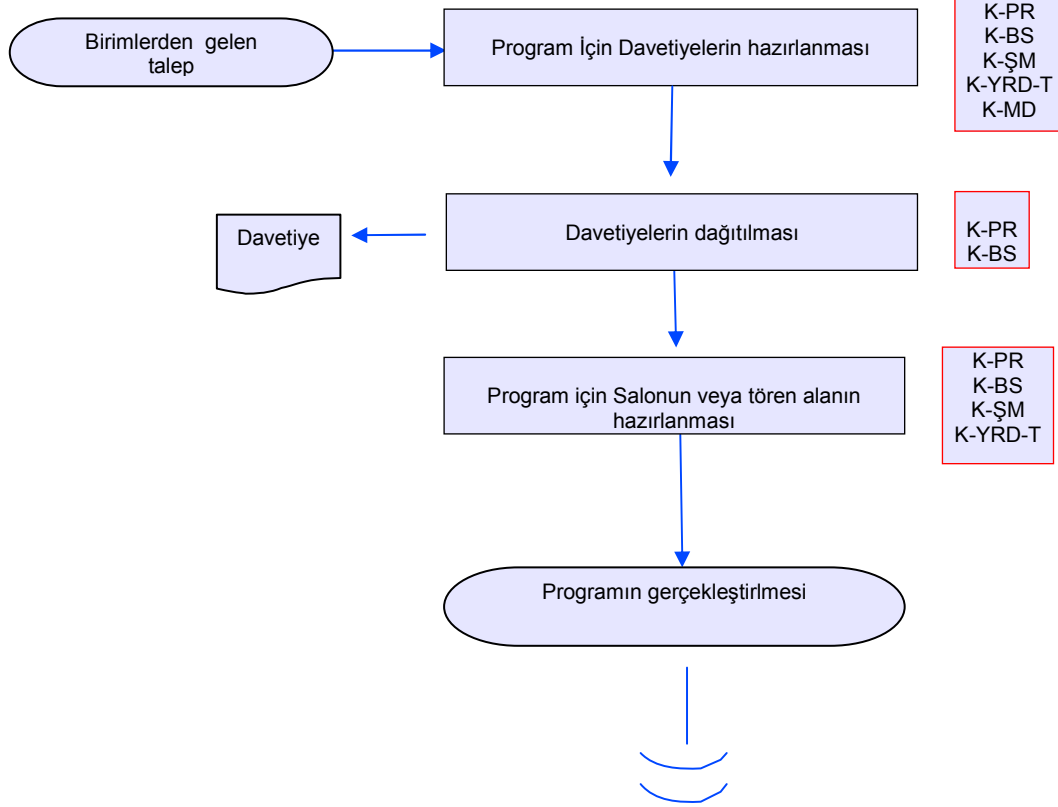 Birimlerden gelen
talep
Program İçin Davetiyelerin hazırlanması
K-PR
K-BS
K-ŞM
K-YRD-T
K-MD
Davetiye
Davetiyelerin dağıtılması
K-PR
K-BS
Program için Salonun veya tören alanın
hazırlanması
K-PR
K-BS
K-ŞM
K-YRD-T
Programın gerçekleştirlmesi